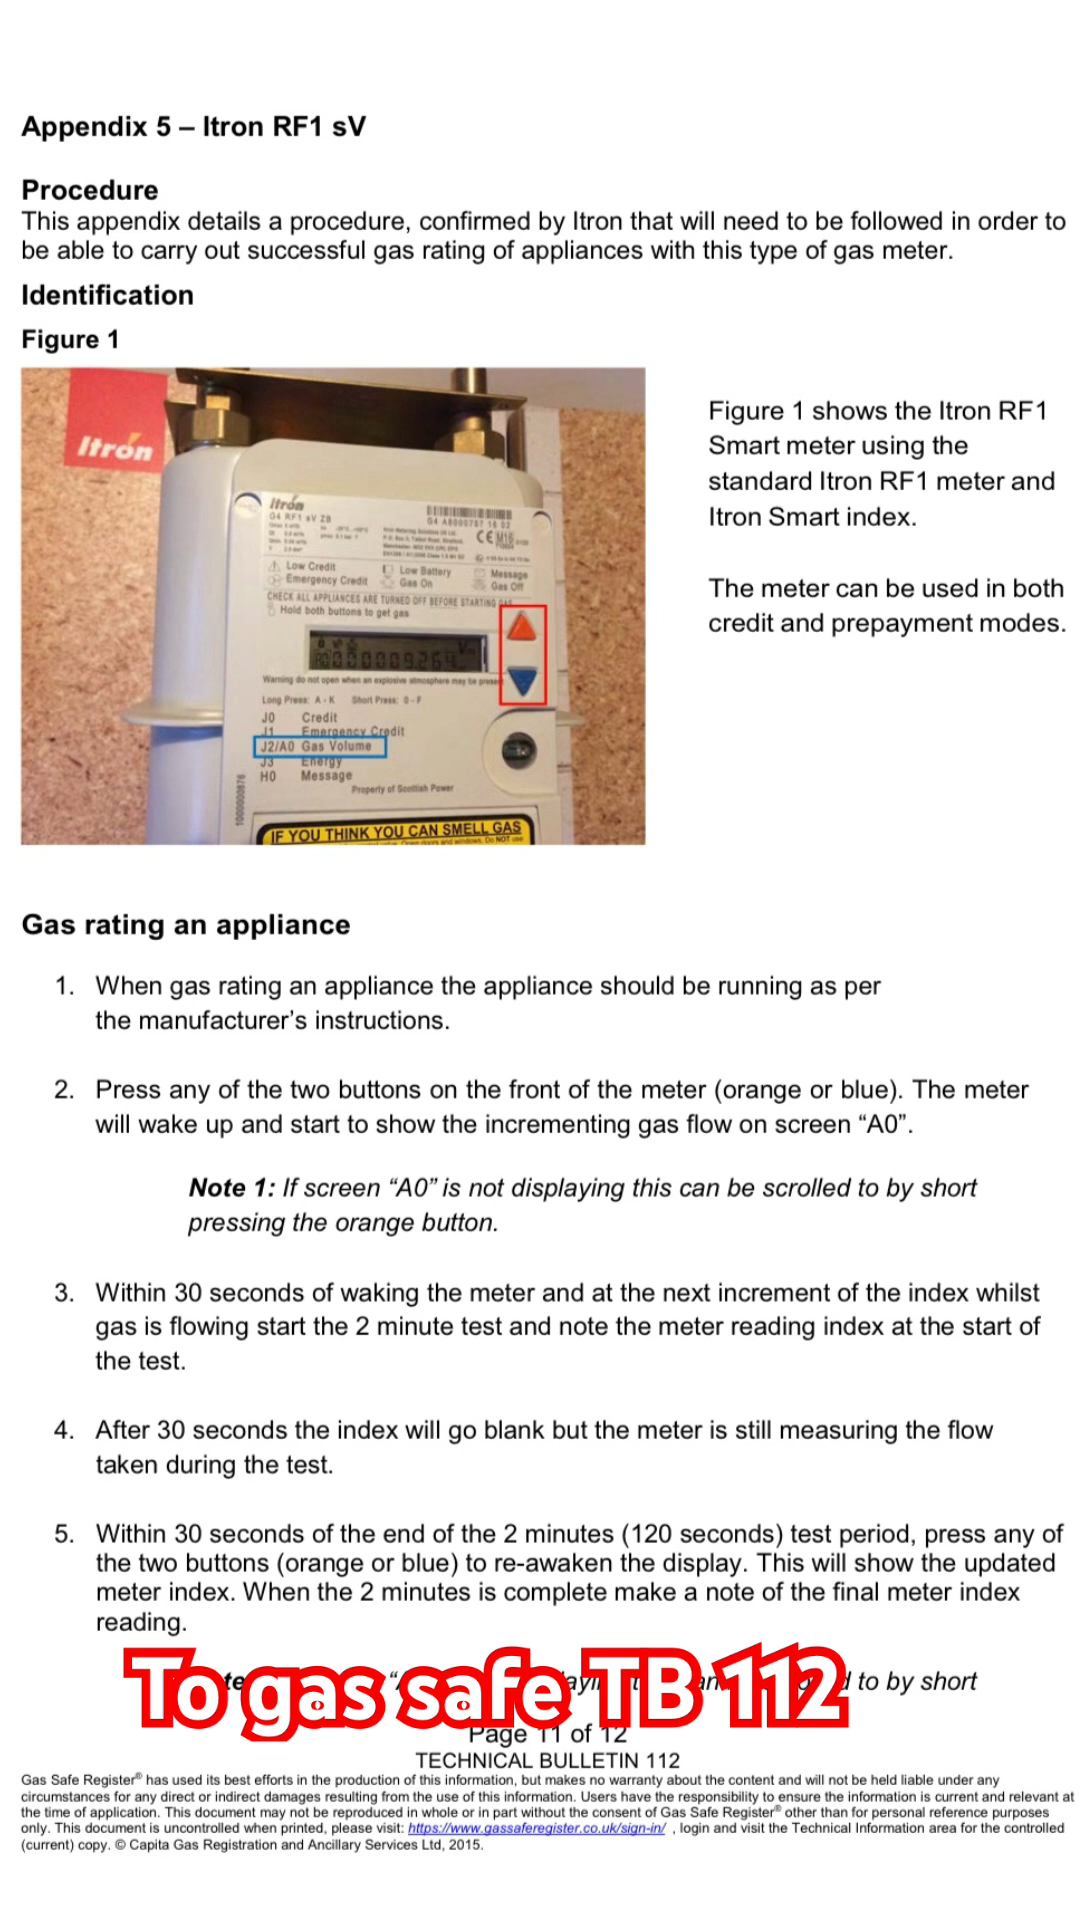 Appendix 5 – Itron RF1 sV
Procedure
This appendix details a procedure, confirmed by Itron that will need to be followed in order to
be able to carry out successful gas rating of appliances with this type of gas meter.
Identification
Figure 1
Itron
Itron
G4 RF1 sV Z8
CE M16
Low Credit
Low Battery
Message
Emergency Credit
Gas On
Gas Off
CHECK ALL APPLIANCES ARE TURNED OFF BEFORE STARTING GAS
Hold both buttons to get gas
Warning do not open when an explosive atmosphere may be present
Long Press: A - K Short Press: 0 - F
J0 Credit
J1 Emergency Credit
J2/A0 Gas Volume
J3 Energy
H0 Message
Property of Scottish Power
1000000876
IF YOU THINK YOU CAN SMELL GAS
Figure 1 shows the Itron RF1
Smart meter using the
standard Itron RF1 meter and
Itron Smart index.
The meter can be used in both
credit and prepayment modes.
Gas rating an appliance
1. When gas rating an appliance the appliance should be running as per
the manufacturer's instructions.
2. Press any of the two buttons on the front of the meter (orange or blue). The meter
will wake up and start to show the incrementing gas flow on screen “A0”.
Note 1: If screen “A0” is not displaying this can be scrolled to by short
pressing the orange button.
3. Within 30 seconds of waking the meter and at the next increment of the index whilst
gas is flowing start the 2 minute test and note the meter reading index at the start of
the test.
4. After 30 seconds the index will go blank but the meter is still measuring the flow
taken during the test.
5. Within 30 seconds of the end of the 2 minutes (120 seconds) test period, press any of
the two buttons (orange or blue) to re-awaken the display. This will show the updated
meter index. When the 2 minutes is complete make a note of the final meter index
reading.
To gas safe TB 112
to by short
Page 11 of 12
TECHNICAL BULLETIN 112
Gas Safe Register® has used its best efforts in the production of this information, but makes no warranty about the content and will not be held liable under any
circumstances for any direct or indirect damages resulting from the use of this information. Users have the responsibility to ensure the information is current and relevant at
the time of application. This document may not be reproduced in whole or in part without the consent of Gas Safe Register® other than for personal reference purposes
only. This document is uncontrolled when printed, please visit: https://www.gassaferegister.co.uk/sign-in/ , login and visit the Technical Information area for the controlled
(current) copy. © Capita Gas Registration and Ancillary Services Ltd, 2015.